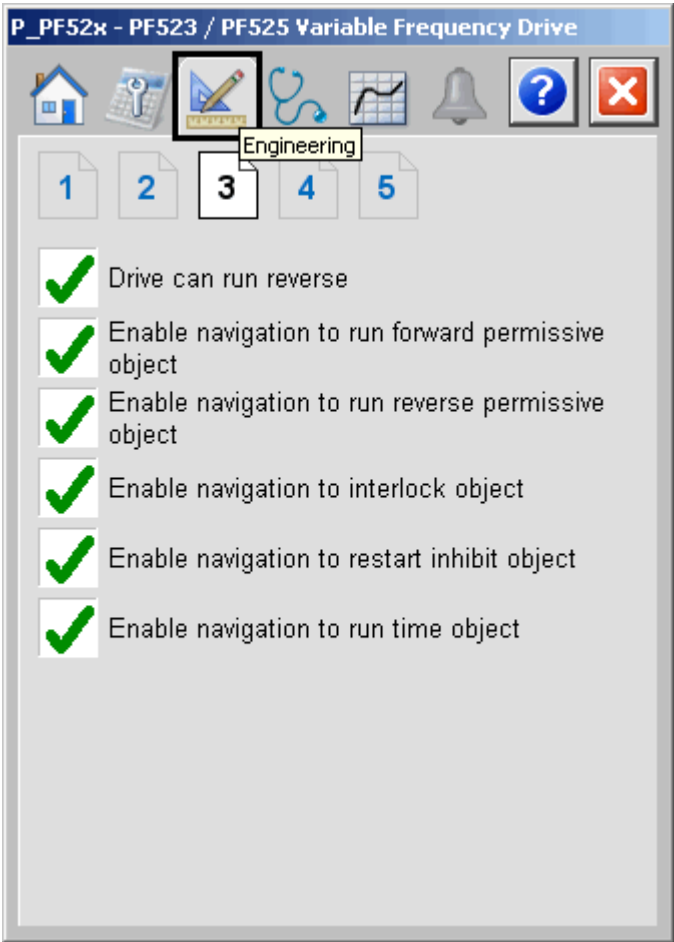 P_PF52x - PF523 / PF525 Variable Frequency Drive
?
Engineering
1 2 3 4 5
Drive can run reverse
Enable navigation to run forward permissive
object
Enable navigation to run reverse permissive
object
Enable navigation to interlock object
Enable navigation to restart inhibit object
Enable navigation to run time object